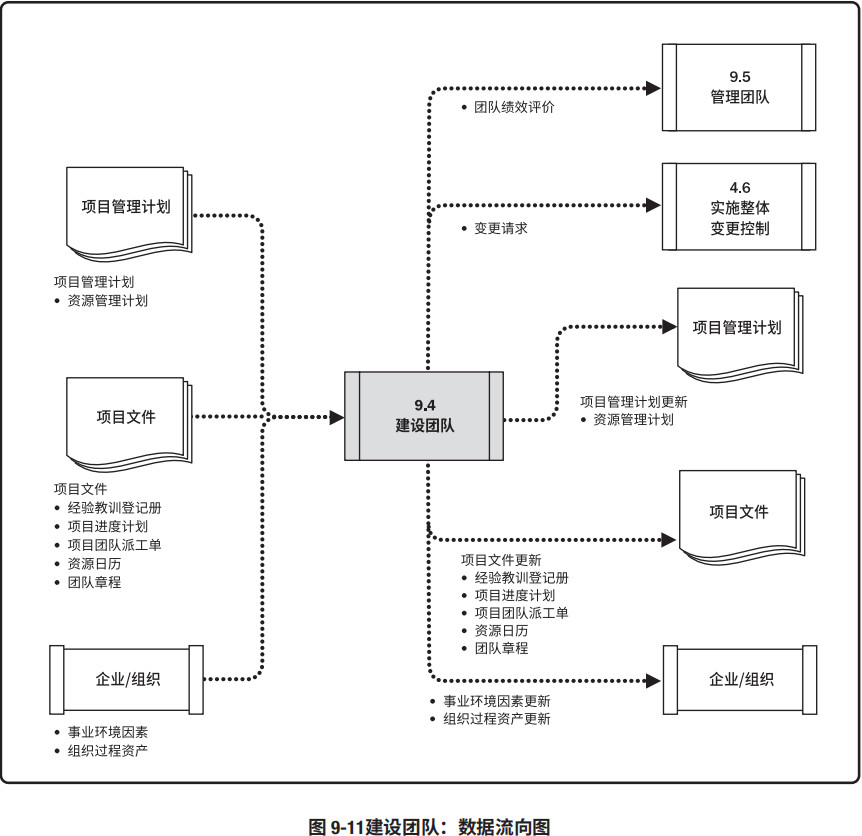 项目管理计划
项目管理计划
• 资源管理计划
项目文件
项目文件
• 经验教训登记册
• 项目进度计划
• 项目团队派工单
• 资源日历
• 团队章程
企业/组织
• 事业环境因素
• 组织过程资产
9.4
建设团队
• 团队绩效评价
9.5
管理团队
• 变更请求
4.6
实施整体
变更控制
项目管理计划
项目管理计划更新
• 资源管理计划
项目文件
项目文件更新
• 经验教训登记册
• 项目进度计划
• 项目团队派工单
• 资源日历
• 团队章程
企业/组织
• 事业环境因素更新
• 组织过程资产更新
图 9-11建设团队：数据流向图